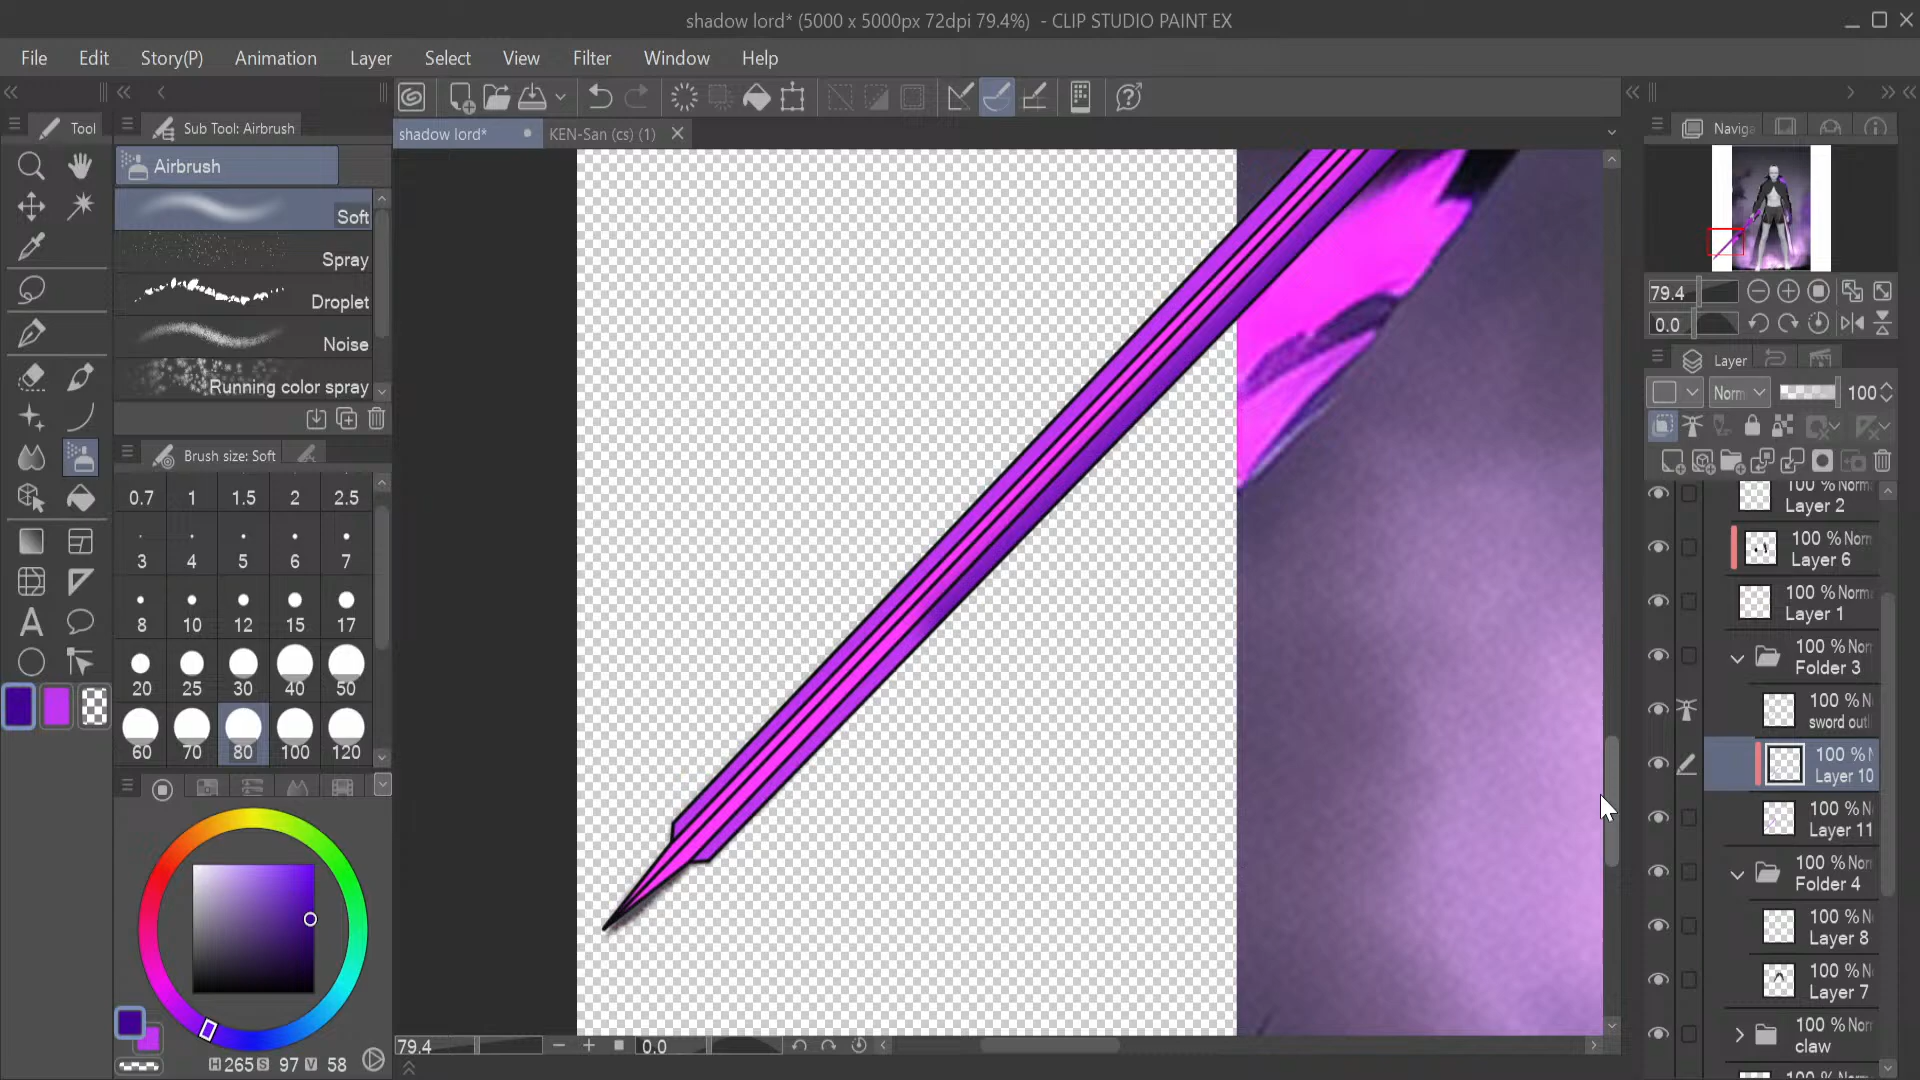 shadow lord* (5000 x 5000px 72dpi 79.4%) - CLIP STUDIO PAINT EX
File Edit Story(P) Animation Layer Select View Filter Window Help
Tool
Sub Tool: Airbrush
Airbrush
Soft
Spray
Droplet
Noise
Running color spray
Brush size: Soft
0.7 1 1.5 2 2.5
3 4 5 6 7
8 10 12 15 17
20 25 30 40 50
60 70 80 100 120
H 265 S 97 V 58
shadow lord*
KEN-San (cs) (1)
79.4
0.0
Naviga
79.4
0.0
Layer
Norm
100
100 % Norm
Layer 2
100 % Norm
Layer 6
100 % Norm
Layer 1
100 % Norm
Folder 3
100 % N
sword outl
100 % N
Layer 10
100 % N
Layer 11
100 % Norm
Folder 4
100 % N
Layer 8
100 % N
Layer 7
100 % Norm
claw